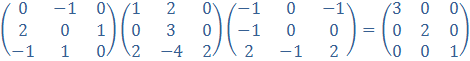 ( 0 −1 0 ) ( 1 2 0 ) ( −1 0 −1 ) ( 3 0 0 )
( 2 0 1 ) ( 0 3 0 ) ( −1 0 0 ) = ( 0 2 0 )
( −1 1 0 ) ( 2 −4 2 ) ( 2 −1 2 ) ( 0 0 1 )